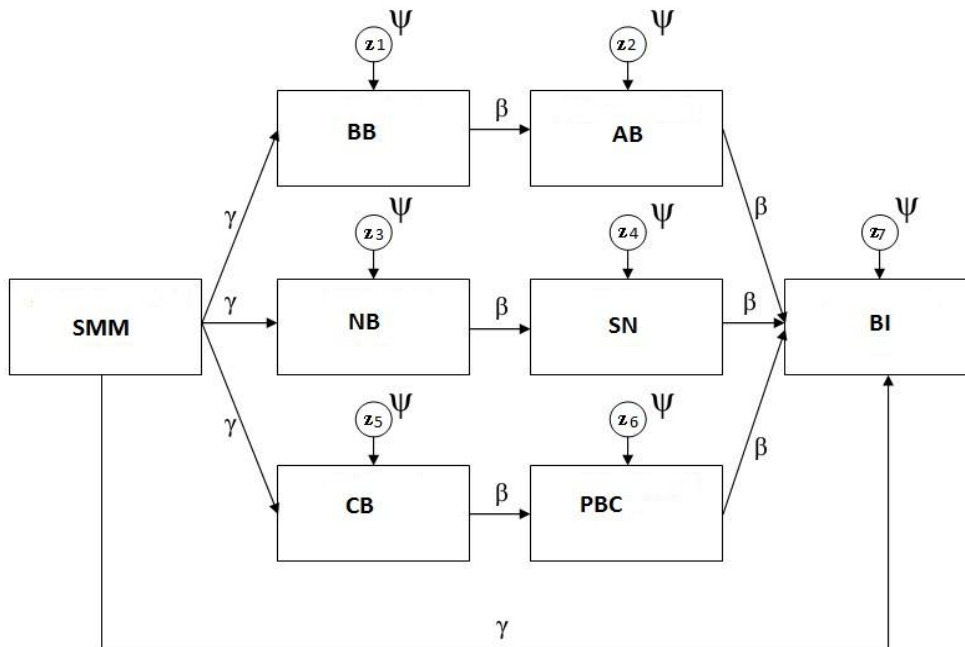 z1 Ψ z2 Ψ
BB β AB
γ β
z3 Ψ z4 Ψ z7 Ψ
SMM γ NB β SN β BI
γ z5 Ψ z6 Ψ β
CB β PBC
γ